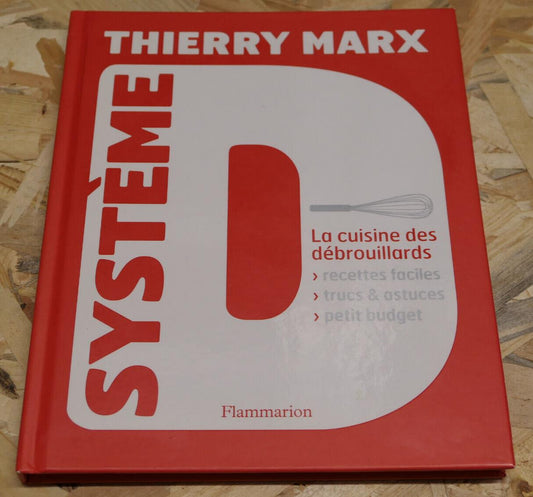 THIERRY MARX
SYSTÈME
D
La cuisine des
débrouillards
› recettes faciles
› trucs & astuces
› petit budget
Flammarion